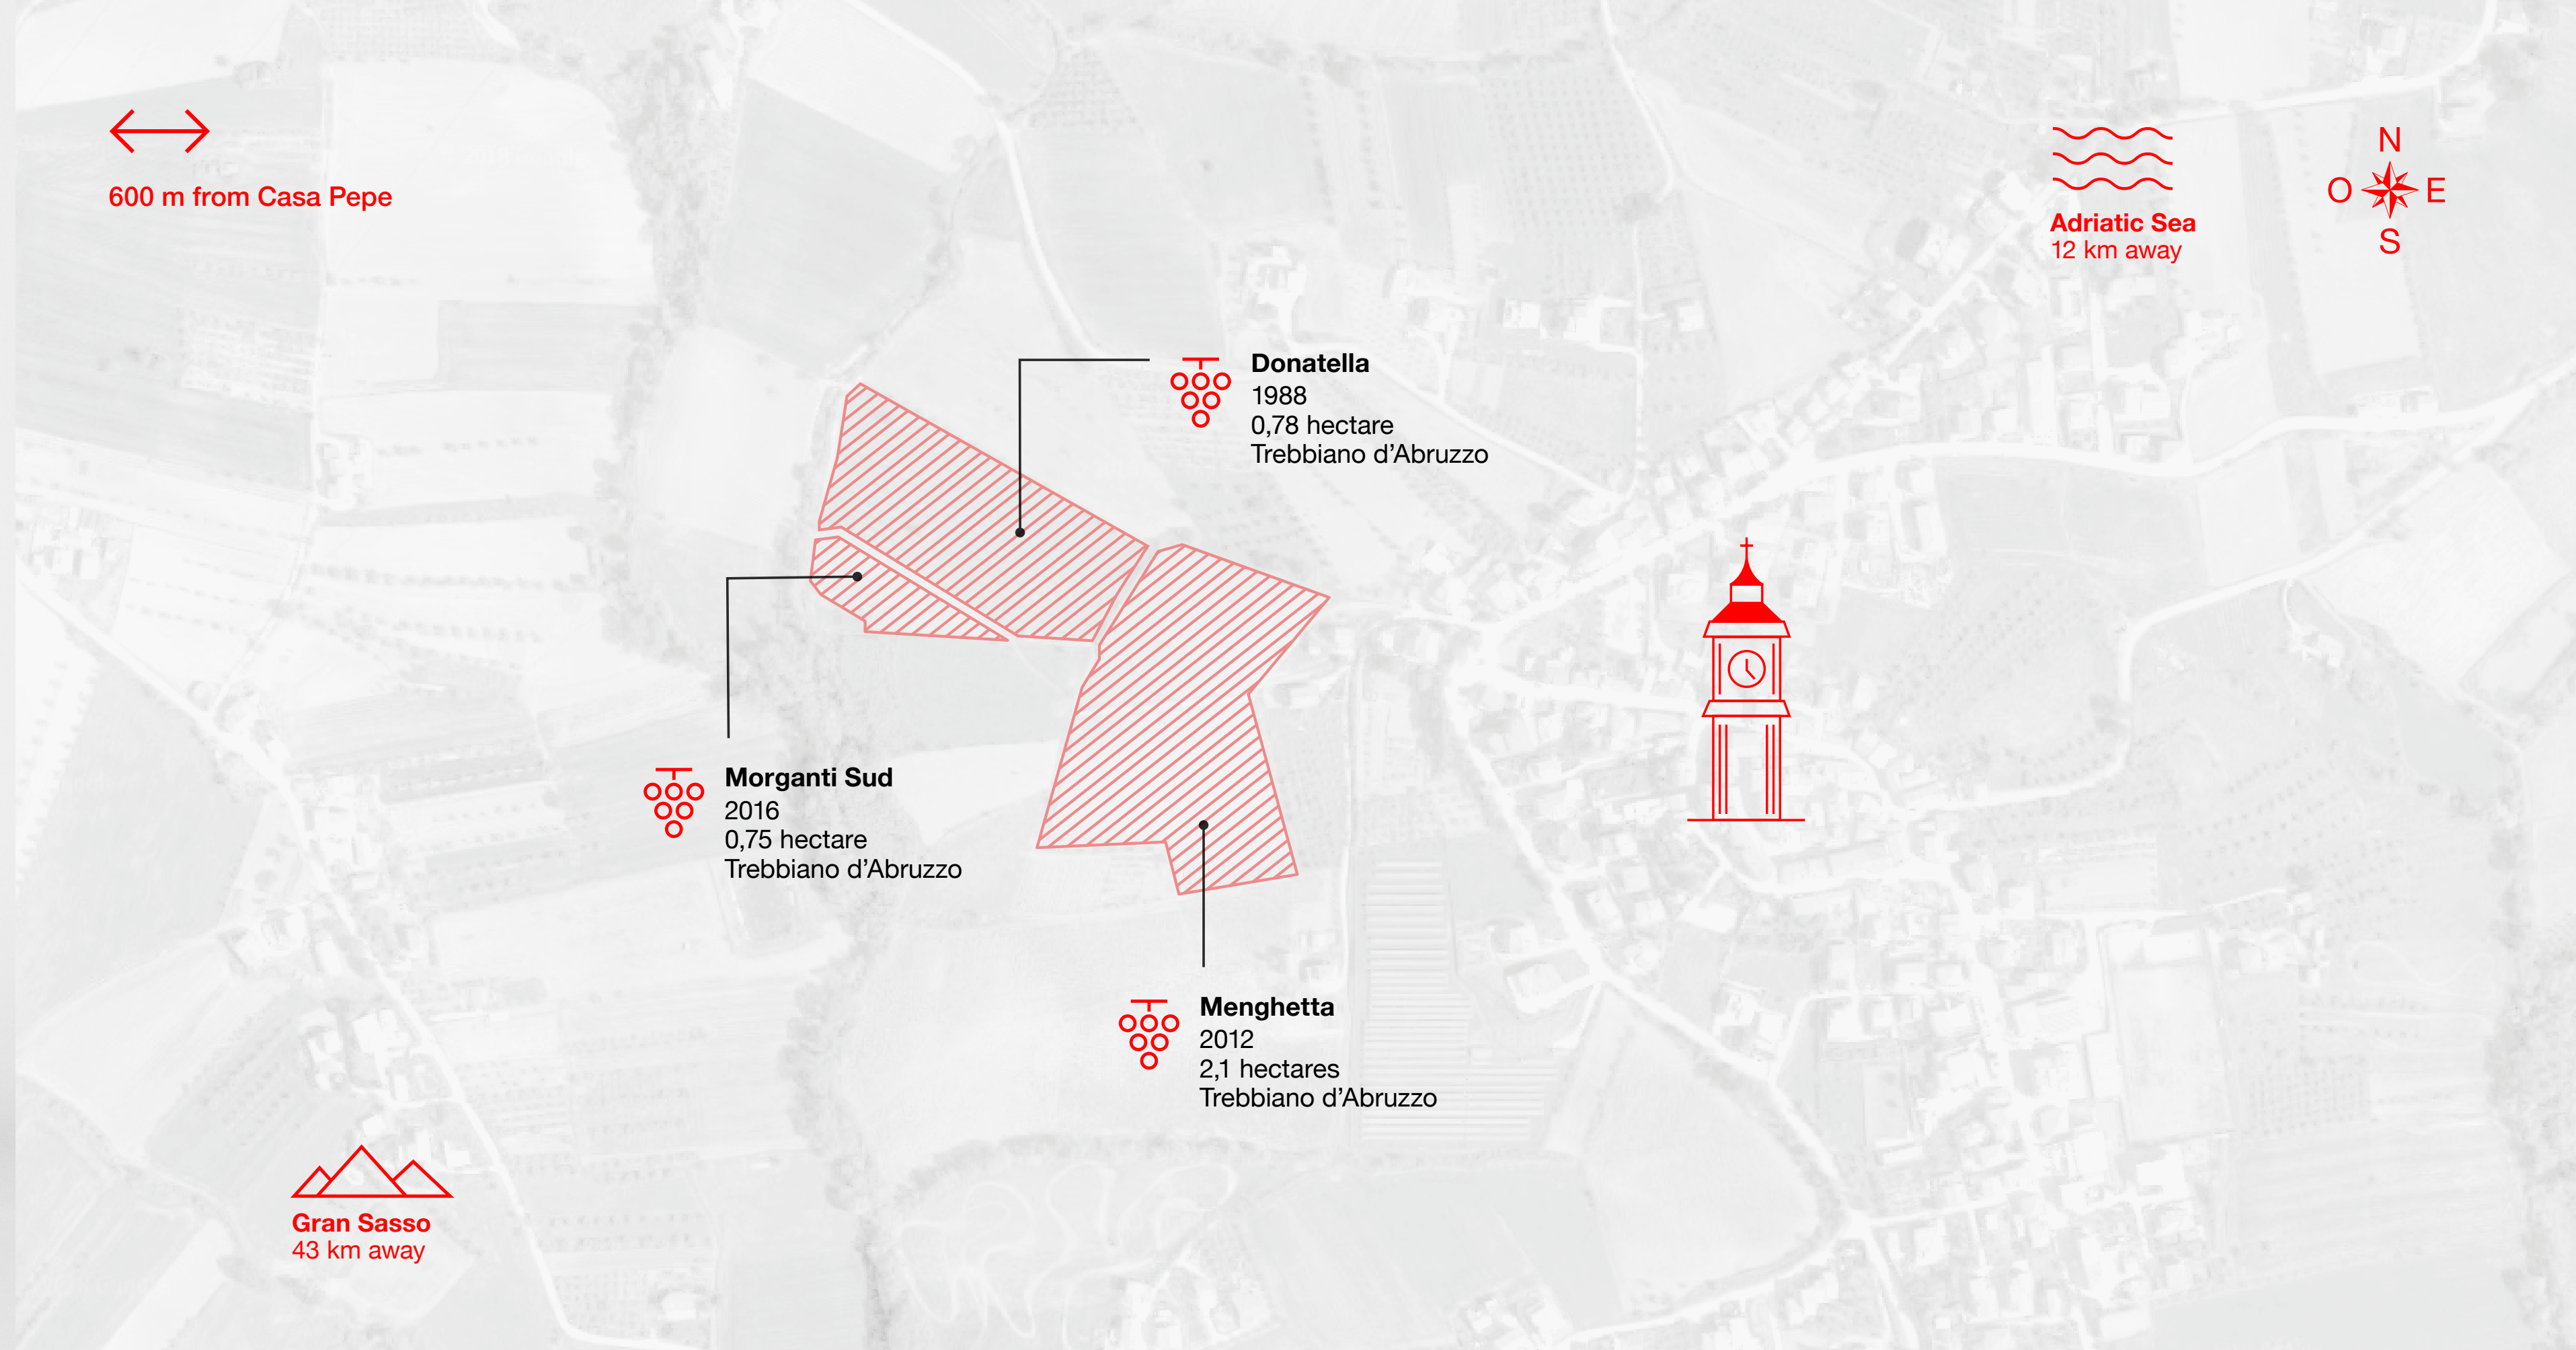 600 m from Casa Pepe
Adriatic Sea
12 km away
N
O
E
S
Donatella
1988
0,78 hectare
Trebbiano d’Abruzzo
Morganti Sud
2016
0,75 hectare
Trebbiano d’Abruzzo
Menghetta
2012
2,1 hectares
Trebbiano d’Abruzzo
Gran Sasso
43 km away